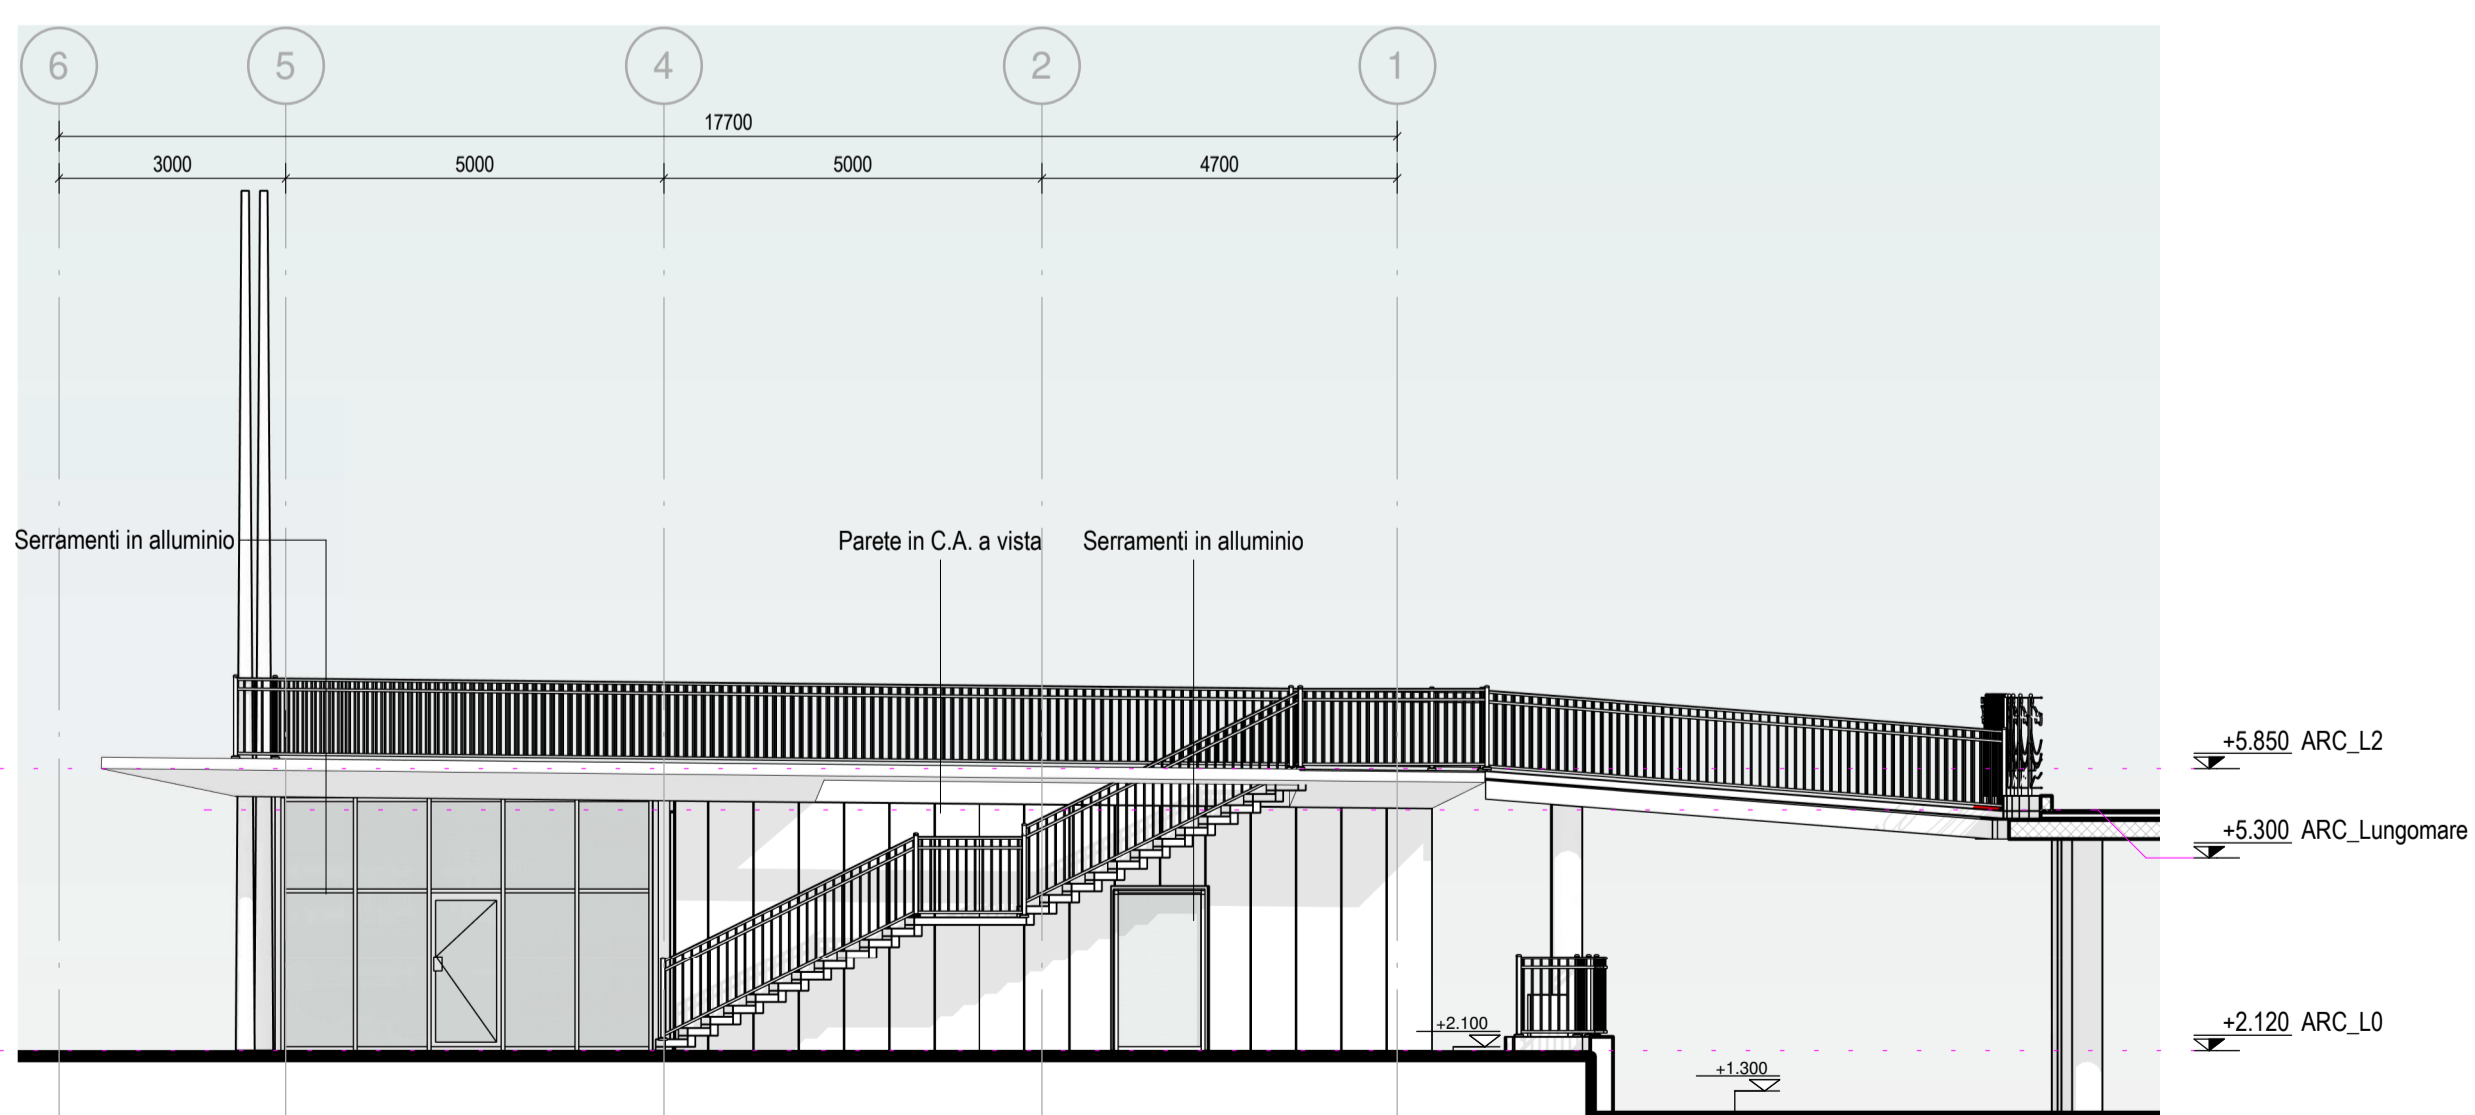 6 5 4 2 1
17700
3000 5000 5000 4700
Serramenti in alluminio Parete in C.A. a vista Serramenti in alluminio
+5.850 ARC_L2
+5.300 ARC_Lungomare
+2.100
+2.120 ARC_L0
+1.300